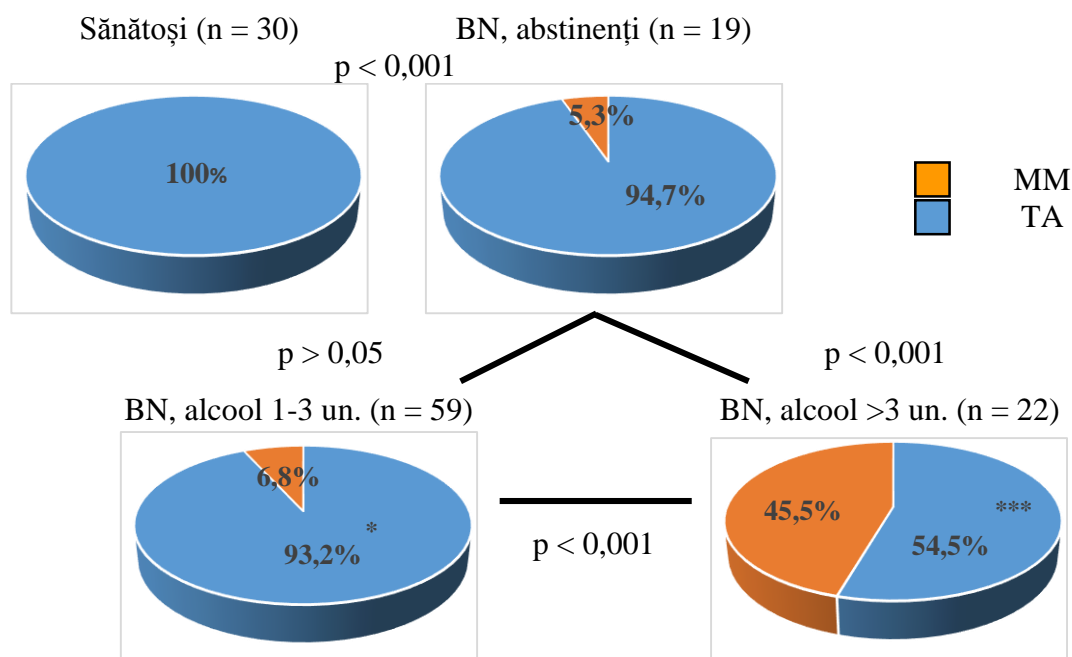 Sănătoși (n = 30)
BN, abstinenți (n = 19)
p < 0,001
100%
5,3%
94,7%
MM
TA
p > 0,05
p < 0,001
BN, alcool 1-3 un. (n = 59)
BN, alcool >3 un. (n = 22)
6,8%
*
93,2%
p < 0,001
45,5%
***
54,5%